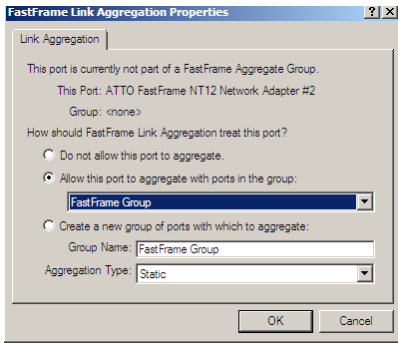 FastFrame Link Aggregation Properties
Link Aggregation
This port is currently not part of a FastFrame Aggregate Group.
This Port: ATTO FastFrame NT12 Network Adapter #2
Group: <none>
How should FastFrame Link Aggregation treat this port?
Do not allow this port to aggregate.
Allow this port to aggregate with ports in the group:
FastFrame Group
Create a new group of ports with which to aggregate:
Group Name: FastFrame Group
Aggregation Type: Static
OK Cancel